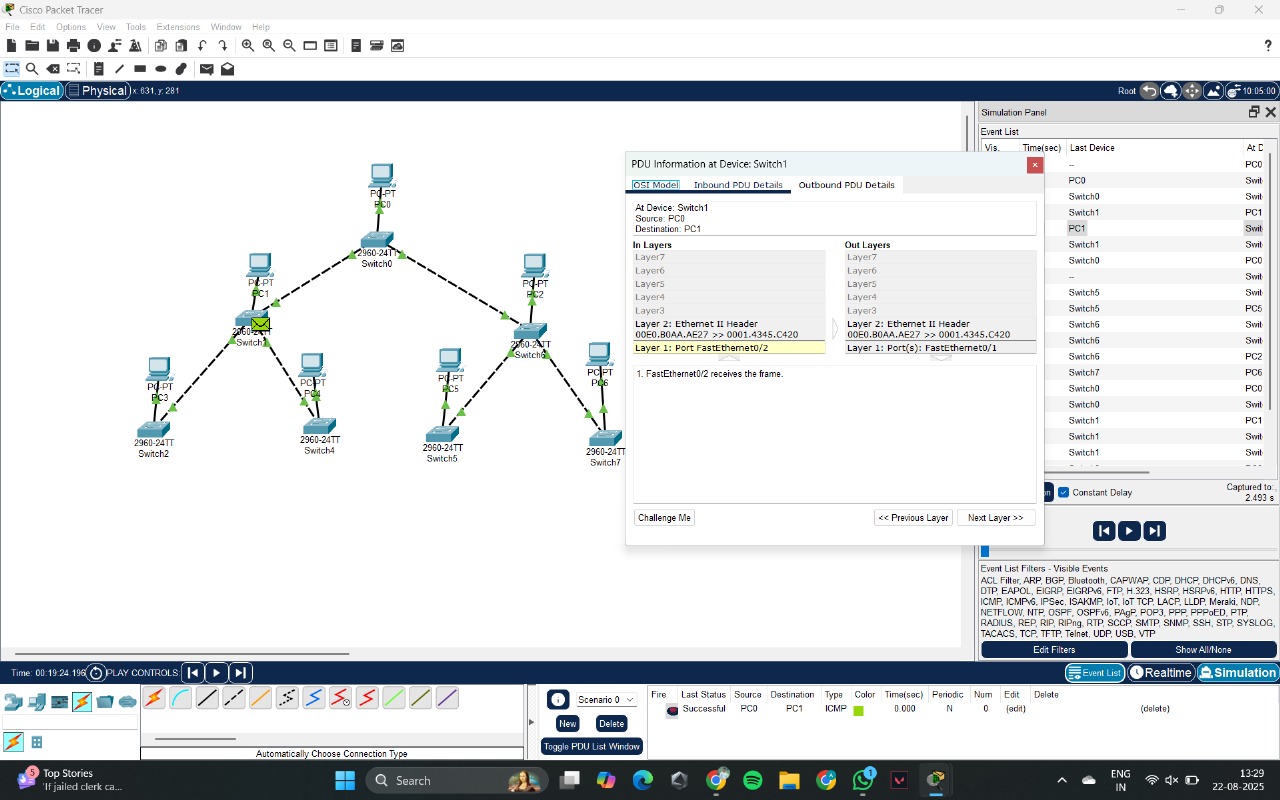 Cisco Packet Tracer
File Edit Options View Tools Extensions Window Help
Logical Physical x: 631, y: 281 Root 10:05:00
PC-PT
PC0
2960-24TT
Switch0
PC-PT
PC1
2960-24TT
PC-PT
PC2
2960-24TT
PC-PT
PC3
2960-24TT
Switch2
PC-PT
2960-24TT
Switch4
PC-PT
PC5
2960-24TT
Switch5
PC-PT
PC6
2960-24TT
Switch7
PDU Information at Device: Switch1
OSI Model Inbound PDU Details Outbound PDU Details
At Device: Switch1
Source: PC0
Destination: PC1
In Layers Out Layers
Layer7 Layer7
Layer6 Layer6
Layer5 Layer5
Layer4 Layer4
Layer3 Layer3
Layer 2: Ethernet II Header Layer 2: Ethernet II Header
00E0.B0AA.AE27 >> 0001.4345.C420 00E0.B0AA.AE27 >> 0001.4345.C420
Layer 1: Port FastEthernet0/2 Layer 1: Port(s): FastEthernet0/1
1. FastEthernet0/2 receives the frame.
Challenge Me << Previous Layer Next Layer >>
Simulation Panel
Event List
Vis. Time(sec) Last Device At D
-- PC0
PC0 Swit
Switch0 Swit
Switch1 PC1
PC1 Swit
Switch1 Swit
Switch0 PC0
-- Swit
Switch5 Swit
Switch5 PC5
Switch6 Swit
Switch6 Swit
Switch6 PC2
Switch7 PC6
Switch0 PC0
Switch0 Swit
Switch1 PC1
Switch1 Swit
Switch1 Swit
Constant Delay Captured to:
2.493 s
Event List Filters - Visible Events
ACL Filter, ARP, BGP, Bluetooth, CAPWAP, CDP, DHCP, DHCPv6, DNS,
DTP, EAPOL, EIGRP, EIGRPv6, FTP, H.323, HSRP, HSRPv6, HTTP, HTTPS,
ICMP, ICMPv6, IPSec, ISAKMP, IoT, IoT TCP, LACP, LLDP, Meraki, NDP,
NETFLOW, NTP, OSPF, OSPFv6, PAgP, POP3, PPP, PPPoED, PTP,
RADIUS, REP, RIP, RIPng, RTP, SCCP, SMTP, SNMP, SSH, STP, SYSLOG,
TACACS, TCP, TFTP, Telnet, UDP, USB, VTP
Edit Filters Show All/None
Time: 00:19:24.196 PLAY CONTROLS: Event List Realtime Simulation
Automatically Choose Connection Type
Scenario 0
New Delete
Toggle PDU List Window
Fire Last Status Source Destination Type Color Time(sec) Periodic Num Edit Delete
Successful PC0 PC1 ICMP 0.000 N 0 (edit) (delete)
5
Top Stories
'If jailed clerk ca...
Search
1
ENG
IN
13:29
22-08-2025